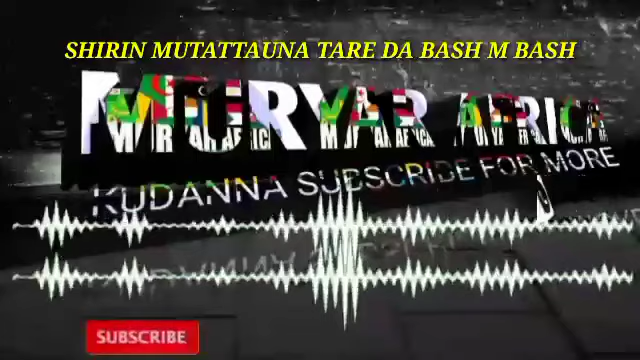 SHIRIN MUTATTAUNA TARE DA BASH M BASH
MURYAR AFRICA
KUDANNA SUBSCRIBE FOR MORE
SUBSCRIBE